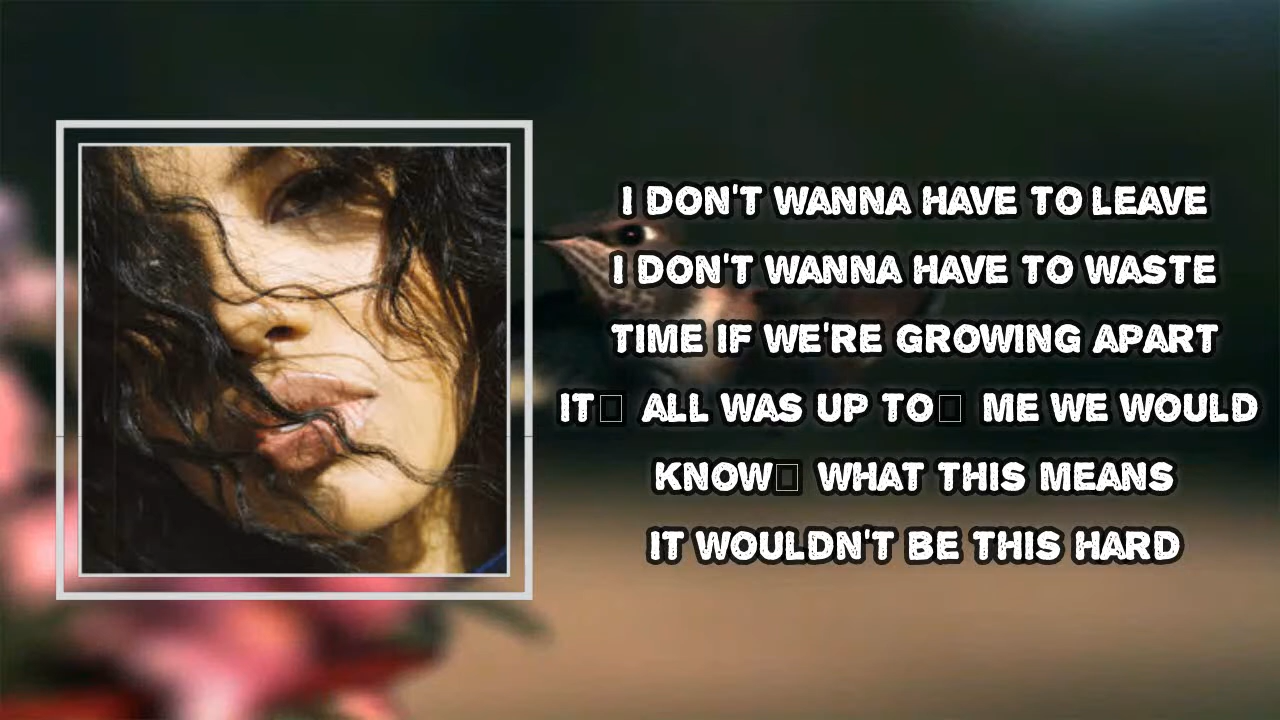 I DON'T WANNA HAVE TO LEAVE
I DON'T WANNA HAVE TO WASTE
TIME IF WE'RE GROWING APART
IT□ ALL WAS UP TO□ ME WE WOULD
KNOW□ WHAT THIS MEANS
IT WOULDN'T BE THIS HARD